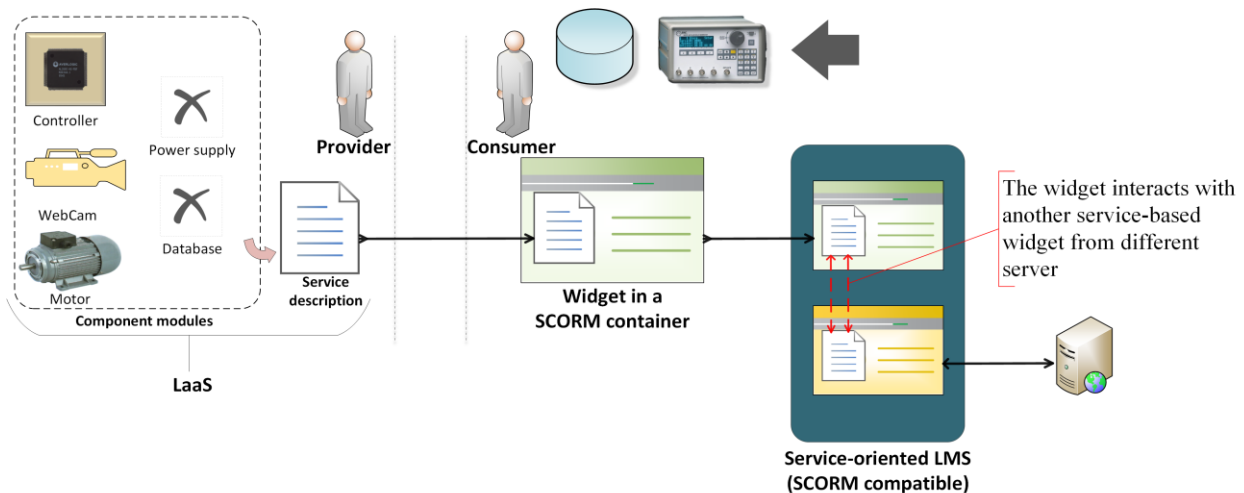 Controller
Power supply
WebCam
Database
Motor
Component modules
LaaS
Service
description
Provider
Consumer
Widget in a
SCORM container
The widget interacts with
another service-based
widget from different
server
Service-oriented LMS
(SCORM compatible)